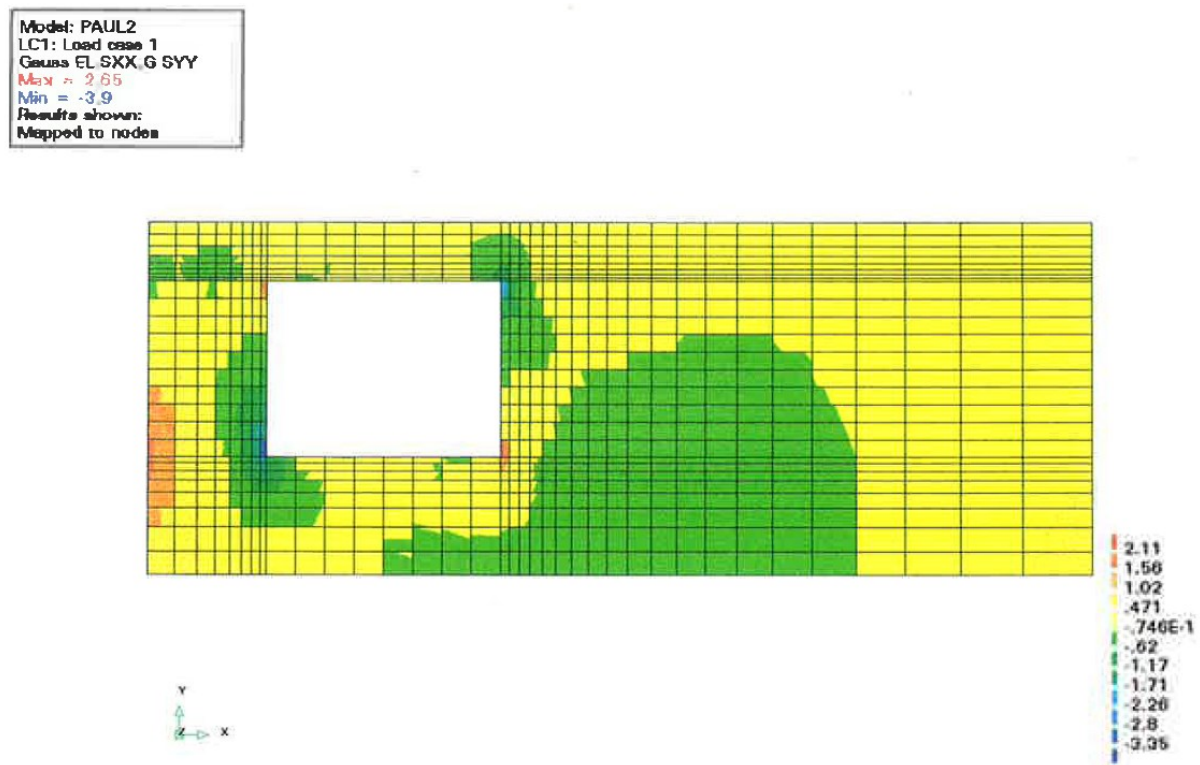 Model: PAUL2
LC1: Load case 1
Gauss EL SXX G SYY
Max = 2.65
Min = -3.9
Results shown:
Mapped to nodes
2.11
1.56
1.02
.471
-.746E-1
-.62
-1.17
-1.71
-2.26
-2.8
-3.35
Y
Z X